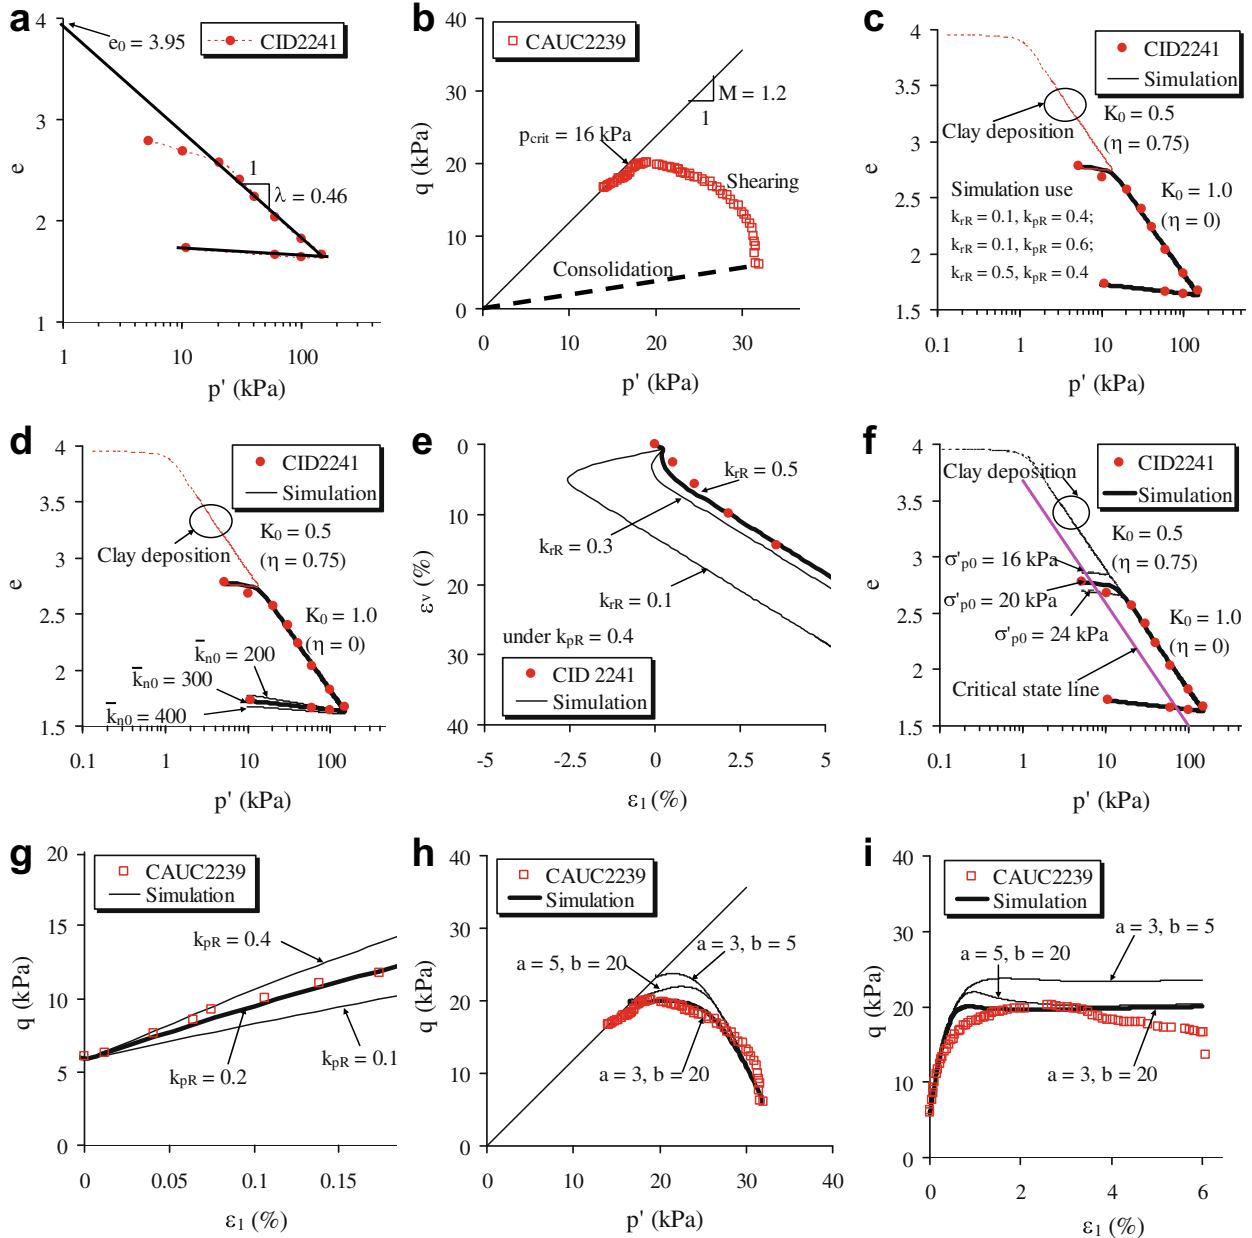 a
4
3
2
1
e
e₀ = 3.95
CID2241
1
λ = 0.46
1
10
100
p' (kPa)
b
40
30
20
10
0
q (kPa)
CAUC2239
M = 1.2
1
p_crit = 16 kPa
Shearing
Consolidation
0
10
20
30
p' (kPa)
c
4
3.5
3
2.5
2
1.5
e
CID2241
Simulation
Clay deposition
K₀ = 0.5
(η = 0.75)
K₀ = 1.0
(η = 0)
Simulation use
k_rR = 0.1, k_pR = 0.4;
k_rR = 0.1, k_pR = 0.6;
k_rR = 0.5, k_pR = 0.4
0.1
1
10
100
p' (kPa)
d
4
3.5
3
2.5
2
1.5
e
CID2241
Simulation
Clay deposition
K₀ = 0.5
(η = 0.75)
K₀ = 1.0
(η = 0)
k̅_n0 = 200
k̅_n0 = 300
k̅_n0 = 400
0.1
1
10
100
p' (kPa)
e
0
10
20
30
40
ε_v (%)
k_rR = 0.5
k_rR = 0.3
k_rR = 0.1
under k_pR = 0.4
CID 2241
Simulation
-5
-2.5
0
2.5
5
ε₁ (%)
f
4
3.5
3
2.5
2
1.5
e
Clay deposition
CID2241
Simulation
K₀ = 0.5
(η = 0.75)
σ'_p0 = 16 kPa
σ'_p0 = 20 kPa
σ'_p0 = 24 kPa
K₀ = 1.0
(η = 0)
Critical state line
0.1
1
10
100
p' (kPa)
g
20
15
10
5
0
q (kPa)
CAUC2239
Simulation
k_pR = 0.4
k_pR = 0.2
k_pR = 0.1
0
0.05
0.1
0.15
ε₁ (%)
h
40
30
20
10
0
q (kPa)
CAUC2239
Simulation
a = 3, b = 5
a = 5, b = 20
a = 3, b = 20
0
10
20
30
40
p' (kPa)
i
40
30
20
10
0
q (kPa)
CAUC2239
Simulation
a = 3, b = 5
a = 5, b = 20
a = 3, b = 20
0
2
4
6
ε₁ (%)